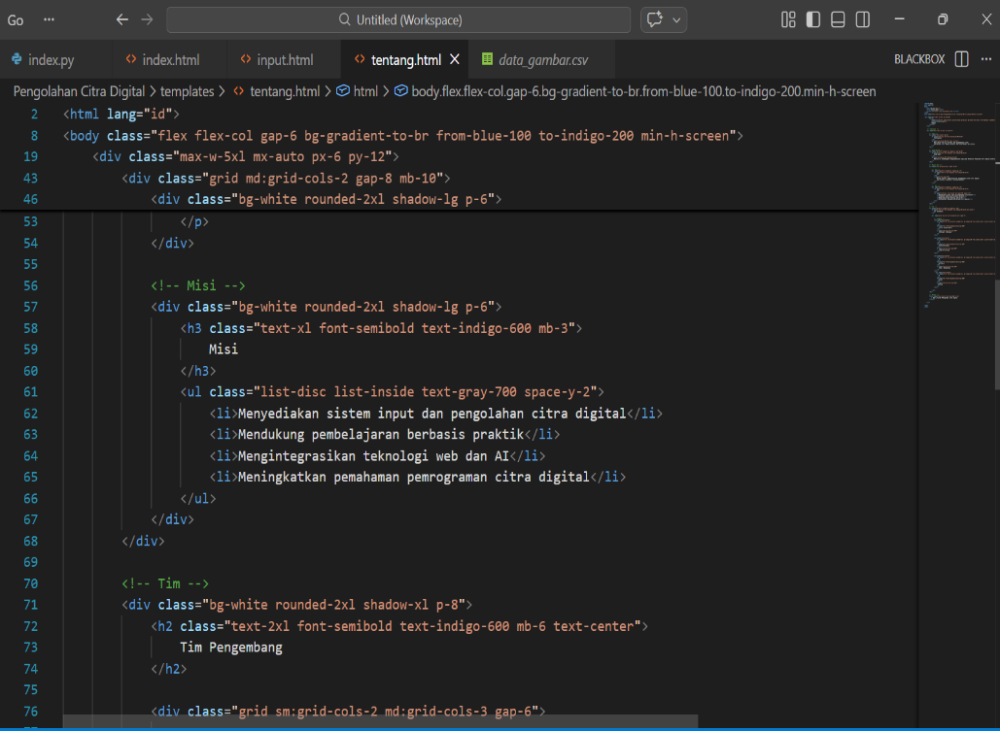 Go ... Untitled (Workspace)
index.py index.html input.html tentang.html data_gambar.csv BLACKBOX ...
Pengolahan Citra Digital > templates > tentang.html > html > body.flex.flex-col.gap-6.bg-gradient-to-br.from-blue-100.to-indigo-200.min-h-screen
2 <html lang="id">
8 <body class="flex flex-col gap-6 bg-gradient-to-br from-blue-100 to-indigo-200 min-h-screen">
19 <div class="max-w-5xl mx-auto px-6 py-12">
43 <div class="grid md:grid-cols-2 gap-8 mb-10">
46 <div class="bg-white rounded-2xl shadow-lg p-6">
53 </p>
54 </div>
55
56 <!-- Misi -->
57 <div class="bg-white rounded-2xl shadow-lg p-6">
58 <h3 class="text-xl font-semibold text-indigo-600 mb-3">
59 Misi
60 </h3>
61 <ul class="list-disc list-inside text-gray-700 space-y-2">
62 <li>Menyediakan sistem input dan pengolahan citra digital</li>
63 <li>Mendukung pembelajaran berbasis praktik</li>
64 <li>Mengintegrasikan teknologi web dan AI</li>
65 <li>Meningkatkan pemahaman pemrograman citra digital</li>
66 </ul>
67 </div>
68 </div>
69
70 <!-- Tim -->
71 <div class="bg-white rounded-2xl shadow-xl p-8">
72 <h2 class="text-2xl font-semibold text-indigo-600 mb-6 text-center">
73 Tim Pengembang
74 </h2>
75
76 <div class="grid sm:grid-cols-2 md:grid-cols-3 gap-6">